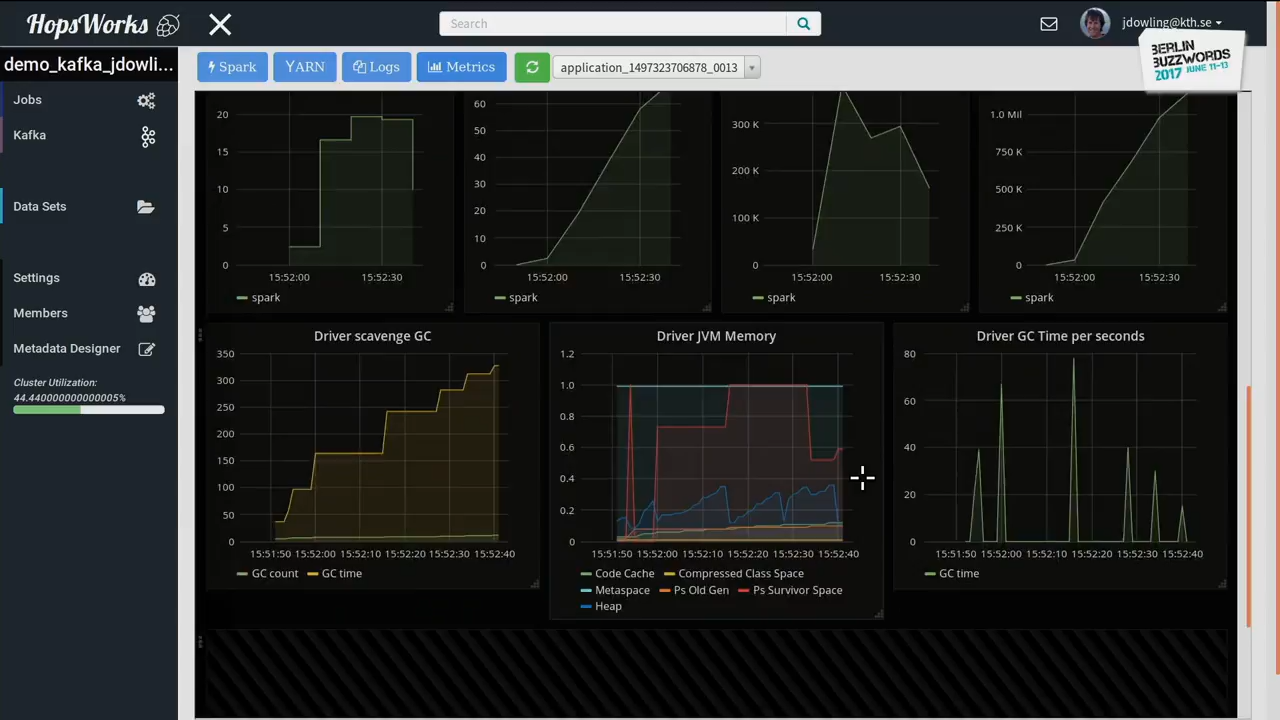 HopsWorks
Search
jdowling@kth.se
BERLIN
BUZZWORDS
2017 JUNE 11-13
demo_kafka_jdowli...
Spark
YARN
Logs
Metrics
application_1497323706878_0013
Jobs
Kafka
Data Sets
Settings
Members
Metadata Designer
Cluster Utilization:
44.440000000000005%
20
15
10
5
0
15:52:00 15:52:30
spark
60
50
40
30
20
10
0
15:52:00 15:52:30
spark
300 K
200 K
100 K
0
15:52:00 15:52:30
spark
1.0 Mil
750 K
500 K
250 K
0
15:52:00 15:52:30
spark
Driver scavenge GC
350
300
250
200
150
100
50
0
15:51:50 15:52:00 15:52:10 15:52:20 15:52:30 15:52:40
GC count GC time
Driver JVM Memory
1.2
1.0
0.8
0.6
0.4
0.2
0
15:51:50 15:52:00 15:52:10 15:52:20 15:52:30 15:52:40
Code Cache Compressed Class Space
Metaspace Ps Old Gen Ps Survivor Space
Heap
Driver GC Time per seconds
80
60
40
20
0
15:51:50 15:52:00 15:52:10 15:52:20 15:52:30 15:52:40
GC time